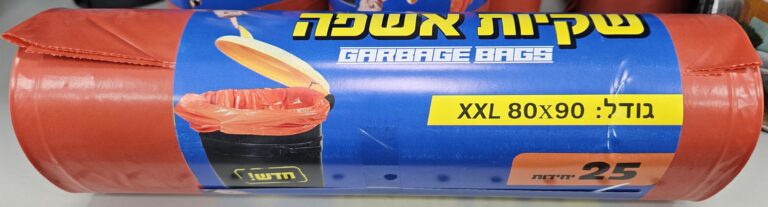 שקיות אשפה
GARBAGE BAGS
גודל: XXL 80X90
25 יחידות
חדש!